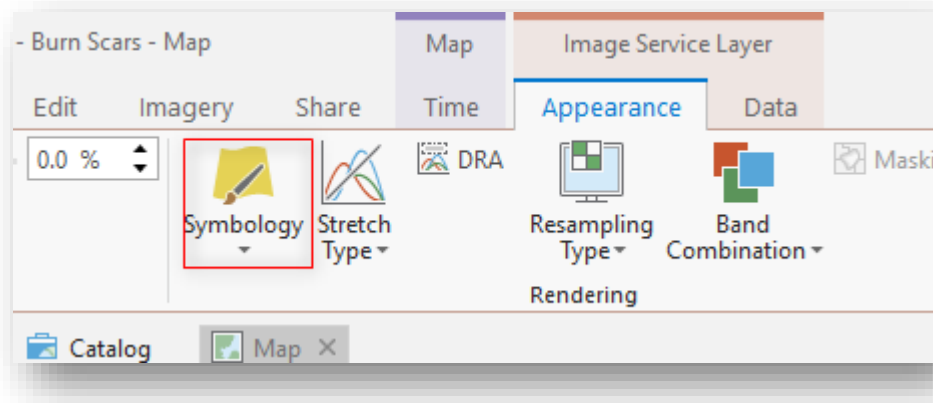 - Burn Scars - Map
Map
Image Service Layer
Edit
Imagery
Share
Time
Appearance
Data
0.0 %
DRA
Symbology
Stretch
Type
Resampling
Type
Band
Combination
Rendering
Catalog
Map